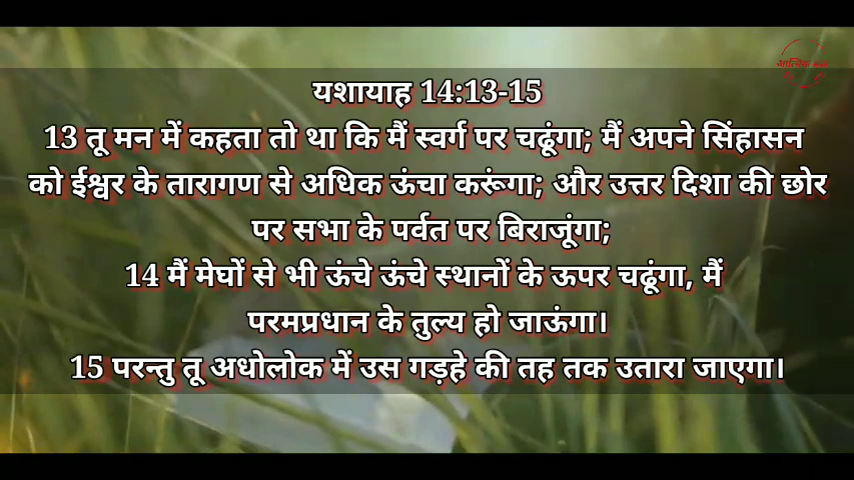 आत्मिक
यशायाह 14:13-15
13 तू मन में कहता तो था कि मैं स्वर्ग पर चढूंगा; मैं अपने सिंहासन
को ईश्वर के तारागण से अधिक ऊंचा करूंगा; और उत्तर दिशा की छोर
पर सभा के पर्वत पर बिराजूंगा;
14 मैं मेघों से भी ऊंचे ऊंचे स्थानों के ऊपर चढूंगा, मैं
परमप्रधान के तुल्य हो जाऊंगा।
15 परन्तु तू अधोलोक में उस गड़हे की तह तक उतारा जाएगा।